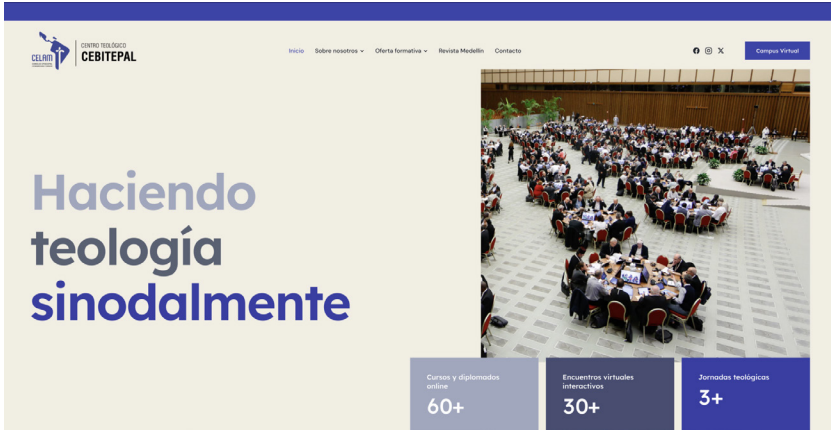 CELAM
CENTRO TEOLÓGICO
CEBITEPAL
Inicio
Sobre nosotros
Oferta formativa
Revista Medellín
Contacto
Campus Virtual
Haciendo
teología
sinodalmente
Cursos y diplomados
online
60+
Encuentros virtuales
interactivos
30+
Jornadas teológicas
3+